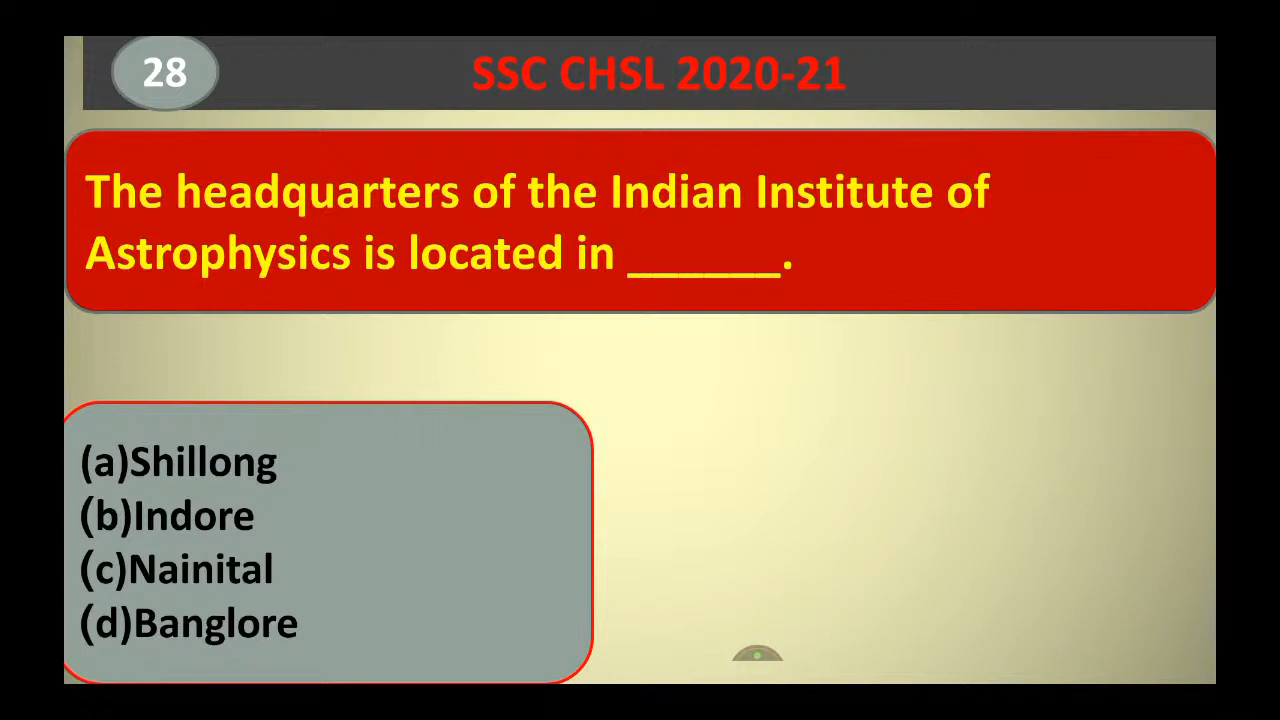 28
SSC CHSL 2020-21
The headquarters of the Indian Institute of
Astrophysics is located in ______.
(a)Shillong
(b)Indore
(c)Nainital
(d)Banglore